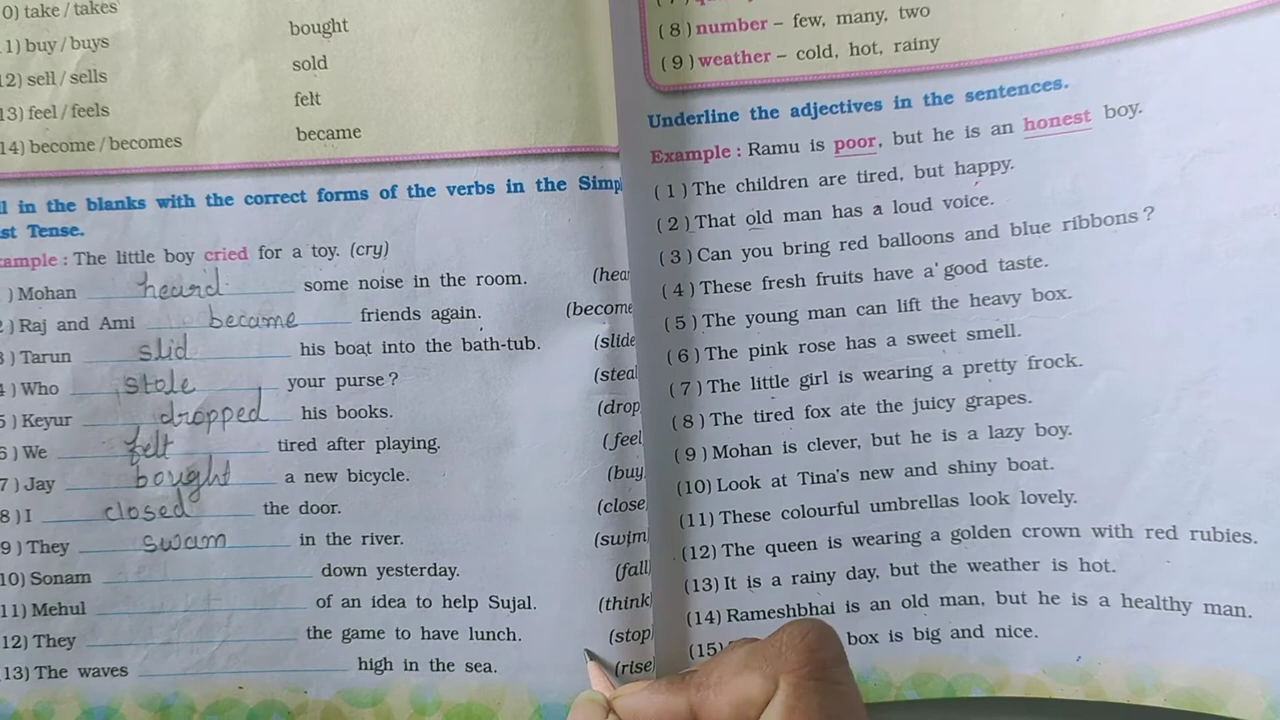 0) take / takes
1) buy / buys bought
12) sell / sells sold
13) feel / feels felt
14) become / becomes became
l in the blanks with the correct forms of the verbs in the Simp
st Tense.
ample : The little boy cried for a toy. (cry)
) Mohan heard some noise in the room. (hear
2) Raj and Ami became friends again. (become
3) Tarun slid his boat into the bath-tub. (slide
4) Who stole your purse? (steal
5) Keyur dropped his books. (drop
6) We felt tired after playing. (feel
7) Jay bought a new bicycle. (buy
8) I closed the door. (close
9) They swam in the river. (swim
10) Sonam down yesterday. (fall)
11) Mehul of an idea to help Sujal. (think)
12) They the game to have lunch. (stop)
13) The waves high in the sea. (rise)
(8) number – few, many, two
(9) weather – cold, hot, rainy
Underline the adjectives in the sentences.
Example : Ramu is poor, but he is an honest boy.
(1) The children are tired, but happy.
(2) That old man has a loud voice.
(3) Can you bring red balloons and blue ribbons?
(4) These fresh fruits have a good taste.
(5) The young man can lift the heavy box.
(6) The pink rose has a sweet smell.
(7) The little girl is wearing a pretty frock.
(8) The tired fox ate the juicy grapes.
(9) Mohan is clever, but he is a lazy boy.
(10) Look at Tina's new and shiny boat.
(11) These colourful umbrellas look lovely.
(12) The queen is wearing a golden crown with red rubies.
(13) It is a rainy day, but the weather is hot.
(14) Rameshbhai is an old man, but he is a healthy man.
(15) box is big and nice.